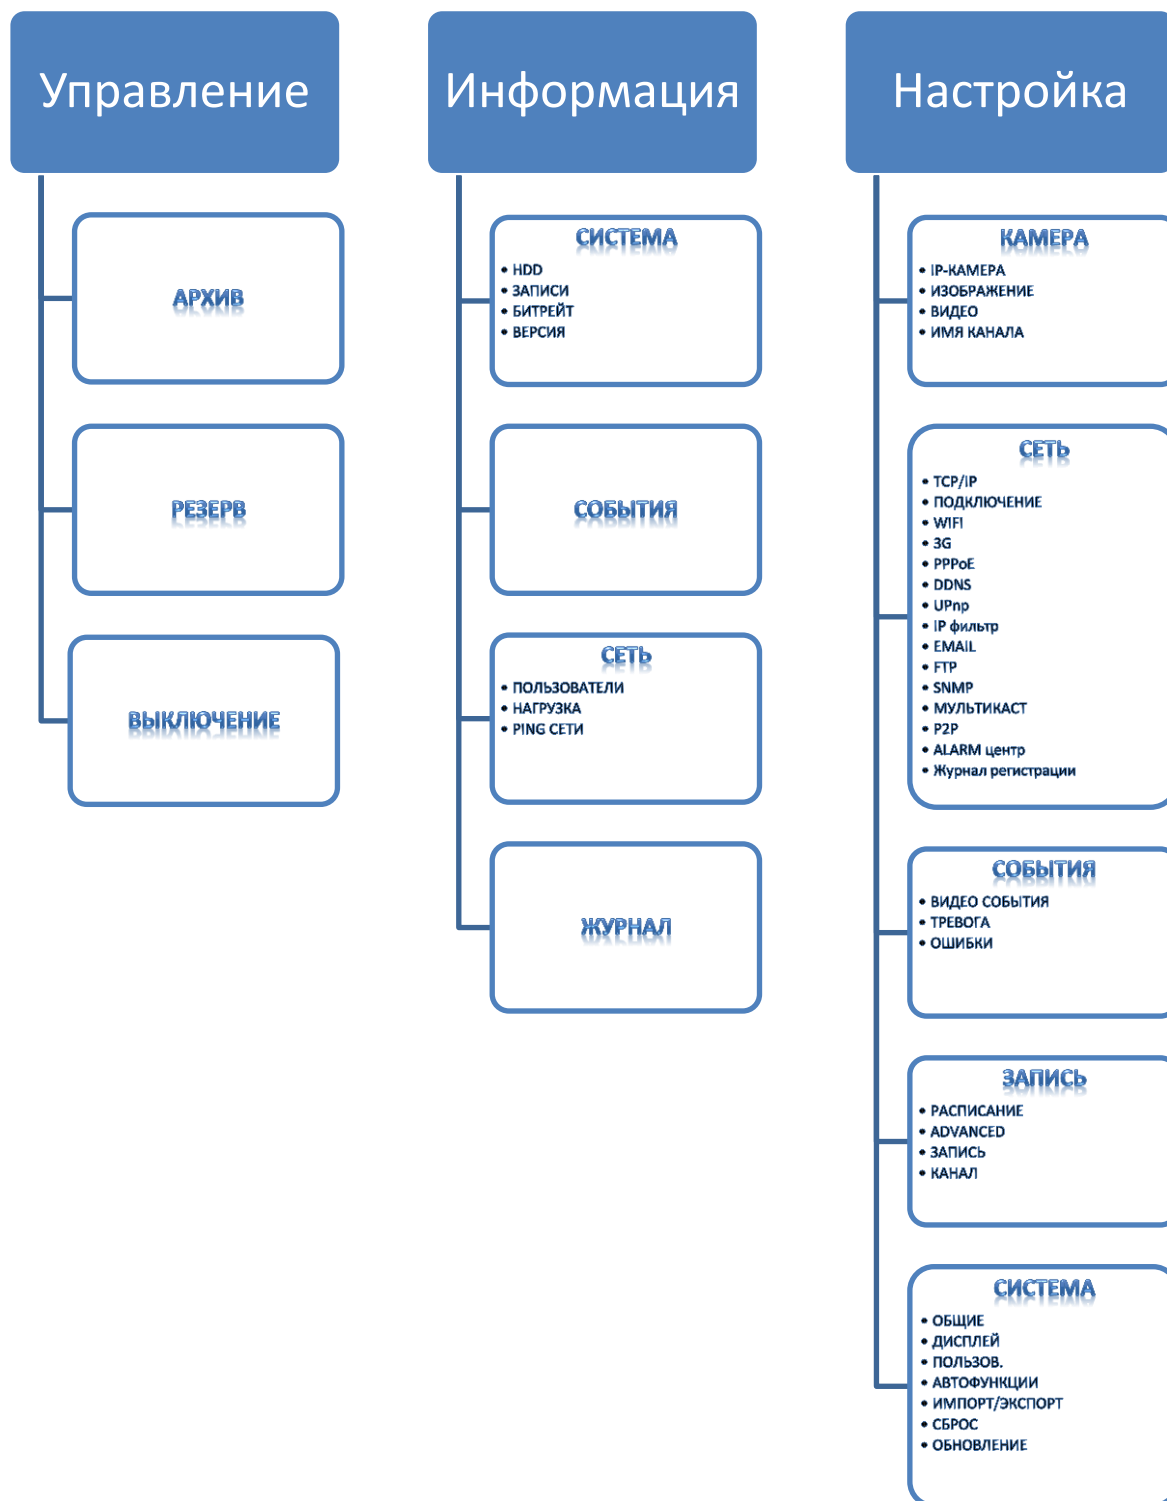 Управление
АРХИВ
РЕЗЕРВ
ВЫКЛЮЧЕНИЕ
Информация
СИСТЕМА
• HDD
• ЗАПИСИ
• БИТРЕЙТ
• ВЕРСИЯ
СОБЫТИЯ
СЕТЬ
• ПОЛЬЗОВАТЕЛИ
• НАГРУЗКА
• PING СЕТИ
ЖУРНАЛ
Настройка
КАМЕРА
• IP-КАМЕРА
• ИЗОБРАЖЕНИЕ
• ВИДЕО
• ИМЯ КАНАЛА
СЕТЬ
• TCP/IP
• ПОДКЛЮЧЕНИЕ
• WIFI
• 3G
• PPPoE
• DDNS
• UPnp
• IP фильтр
• EMAIL
• FTP
• SNMP
• МУЛЬТИКАСТ
• P2P
• ALARM центр
• Журнал регистрации
СОБЫТИЯ
• ВИДЕО СОБЫТИЯ
• ТРЕВОГА
• ОШИБКИ
ЗАПИСЬ
• РАСПИСАНИЕ
• ADVANCED
• ЗАПИСЬ
• КАНАЛ
СИСТЕМА
• ОБЩИЕ
• ДИСПЛЕЙ
• ПОЛЬЗОВ.
• АВТОФУНКЦИИ
• ИМПОРТ/ЭКСПОРТ
• СБРОС
• ОБНОВЛЕНИЕ